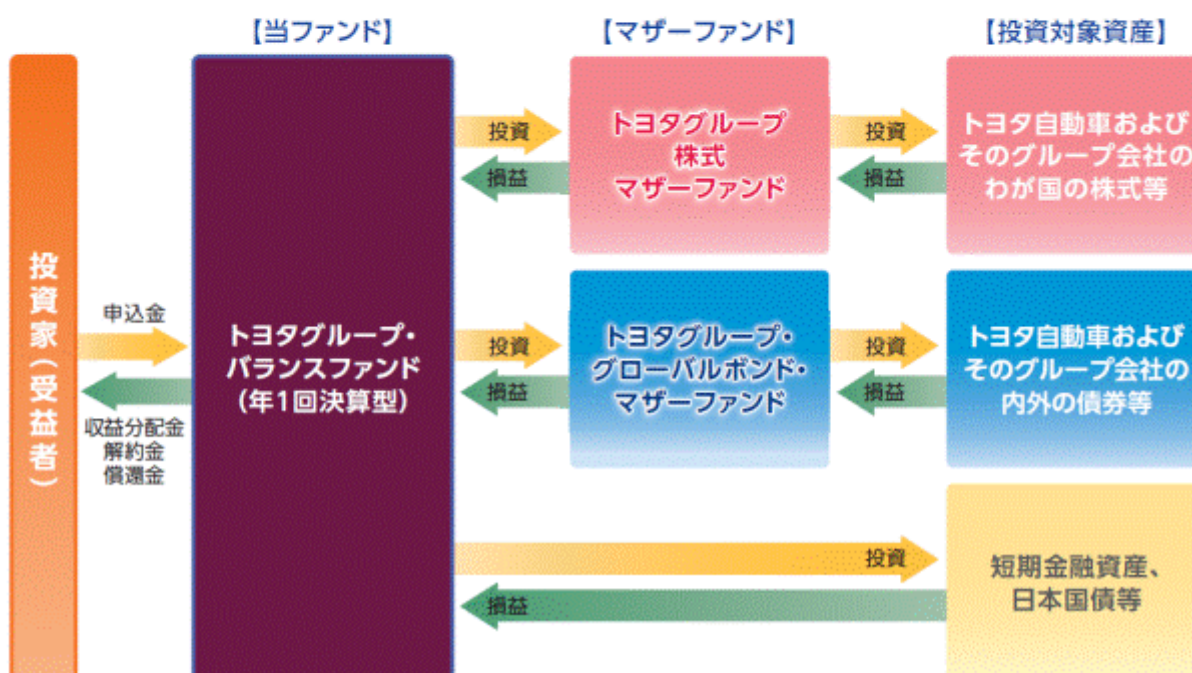 【当ファンド】
【マザーファンド】
【投資対象資産】
投資家（受益者）
申込金
収益分配金
解約金
償還金
トヨタグループ・
バランスファンド
（年1回決算型）
投資
損益
トヨタグループ
株式
マザーファンド
投資
損益
トヨタ自動車および
そのグループ会社の
わが国の株式等
投資
損益
トヨタグループ・
グローバルボンド・
マザーファンド
投資
損益
トヨタ自動車および
そのグループ会社の
内外の債券等
投資
損益
短期金融資産、
日本国債等